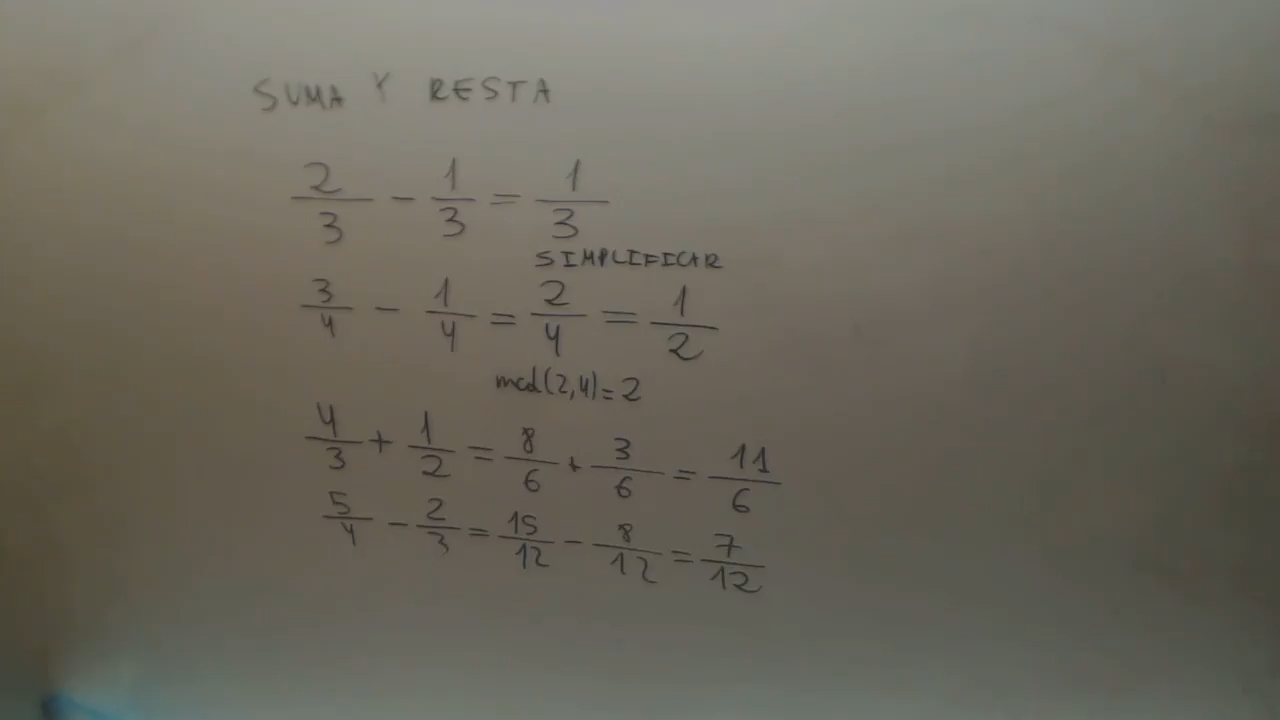 SUMA Y RESTA
2/3 - 1/3 = 1/3
SIMPLIFICAR
3/4 - 1/4 = 2/4 = 1/2
mcd(2,4)=2
4/3 + 1/2 = 8/6 + 3/6 = 11/6
5/4 - 2/3 = 15/12 - 8/12 = 7/12